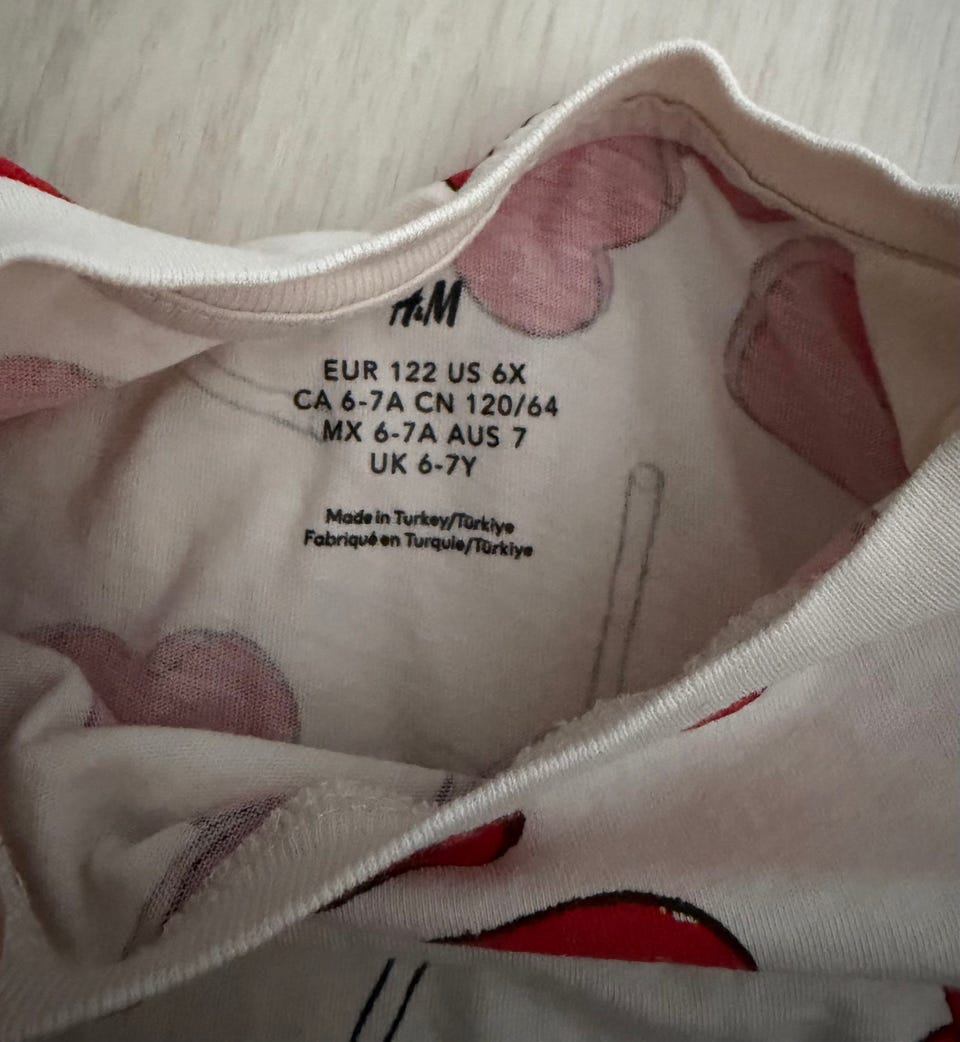 H&M
EUR 122 US 6X
CA 6-7A CN 120/64
MX 6-7A AUS 7
UK 6-7Y
Made in Turkey/Türkiye
Fabriqué en Turquie/Türkiye